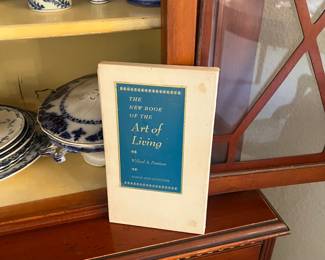 THE
NEW BOOK
OF THE
Art of
Living
Wilferd A. Peterson